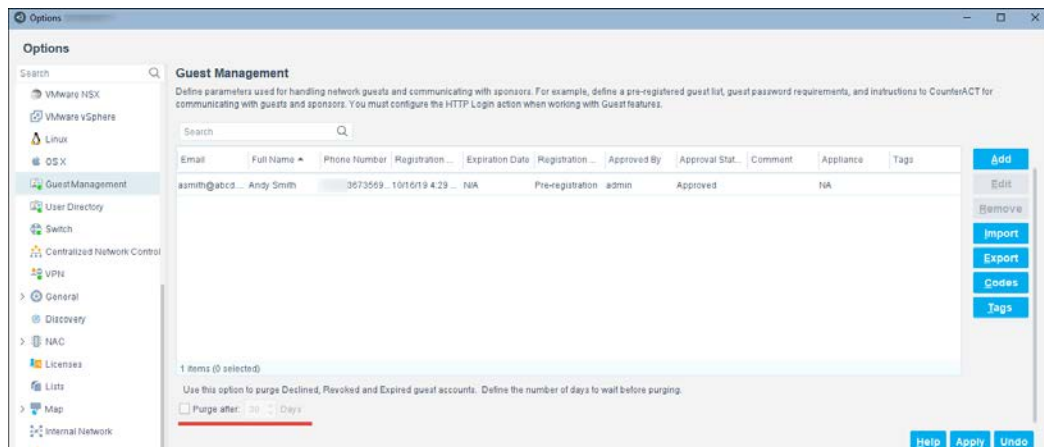 Options
Options
Search
VMware NSX
VMware vSphere
Linux
OS X
Guest Management
User Directory
Switch
Centralized Network Control
VPN
General
Discovery
NAC
Licenses
Lists
Map
Internal Network
Guest Management
Define parameters used for handling network guests and communicating with sponsors. For example, define a pre-registered guest list, guest password requirements, and instructions to CounterACT for
communicating with guests and sponsors. You must configure the HTTP Login action when working with Guest features.
Search
Email Full Name Phone Number Registration... Expiration Date Registration... Approved By Approval Stat... Comment Appliance Tags
asmith@abcd... Andy Smith 3673569... 10/16/19 4:29 ... N/A Pre-registration admin Approved NA
1 items (0 selected)
Use this option to purge Declined, Revoked and Expired guest accounts. Define the number of days to wait before purging.
Purge after: 30 Days
Add
Edit
Remove
Import
Export
Codes
Tags
Help Apply Undo